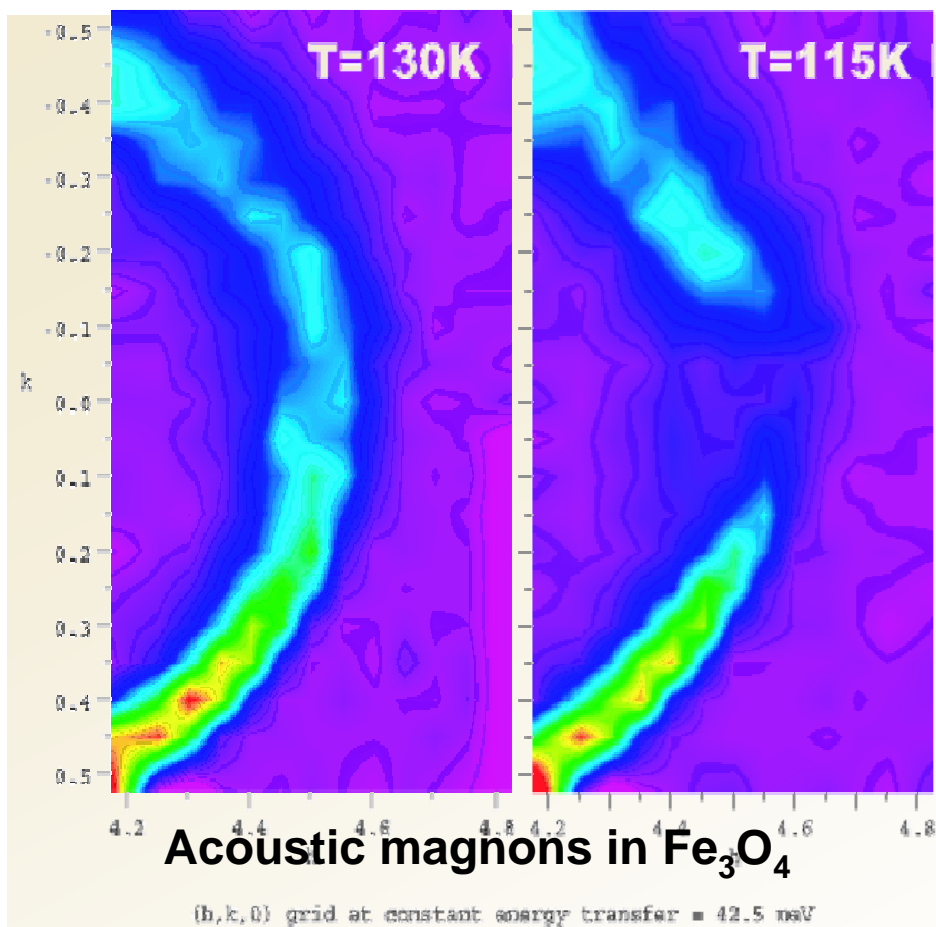 T=130K
T=115K
-0.5
-0.4
-0.3
-0.2
-0.1
0.0
0.1
0.2
0.3
0.4
0.5
4.2 4.4 4.6 4.8 4.2 4.4 4.6 4.8
Acoustic magnons in Fe₃O₄
(h,k,0) grid at constant energy transfer = 42.5 meV